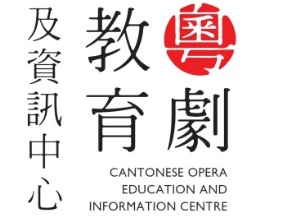 粵劇
教育
及資訊中心
CANTONESE OPERA
EDUCATION AND
INFORMATION CENTRE